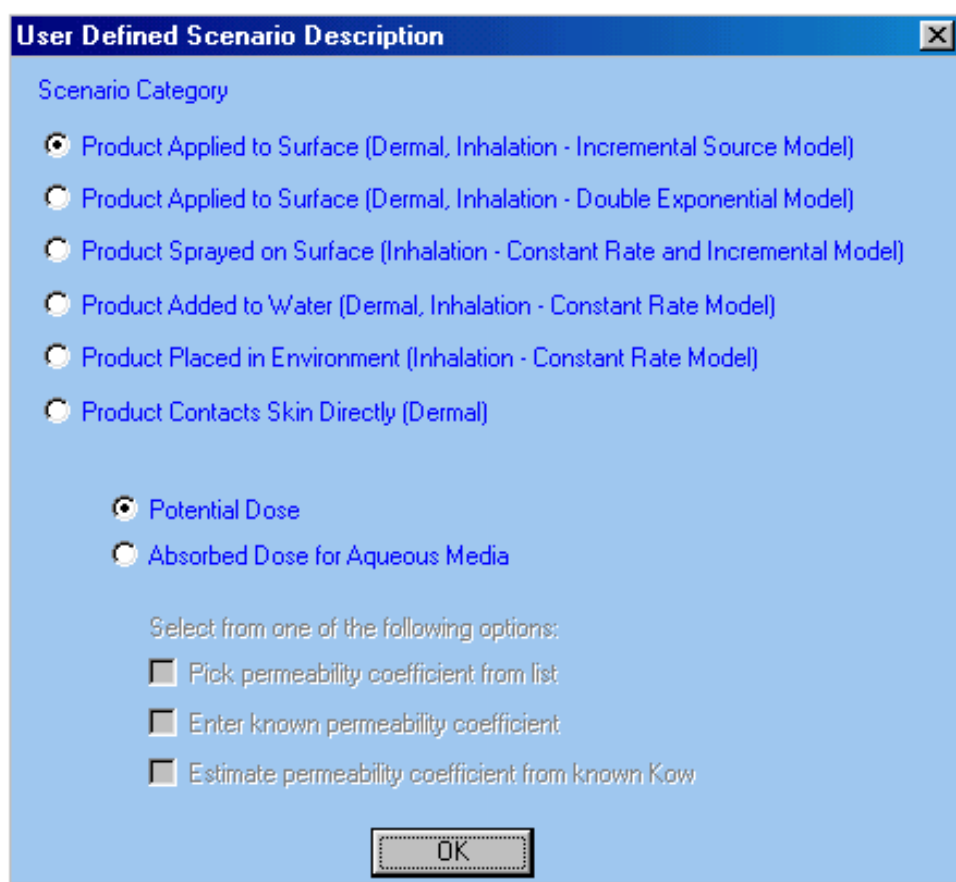 User Defined Scenario Description
Scenario Category
Product Applied to Surface (Dermal, Inhalation - Incremental Source Model)
Product Applied to Surface (Dermal, Inhalation - Double Exponential Model)
Product Sprayed on Surface (Inhalation - Constant Rate and Incremental Model)
Product Added to Water (Dermal, Inhalation - Constant Rate Model)
Product Placed in Environment (Inhalation - Constant Rate Model)
Product Contacts Skin Directly (Dermal)
Potential Dose
Absorbed Dose for Aqueous Media
Select from one of the following options:
Pick permeability coefficient from list
Enter known permeability coefficient
Estimate permeability coefficient from known Kow
OK